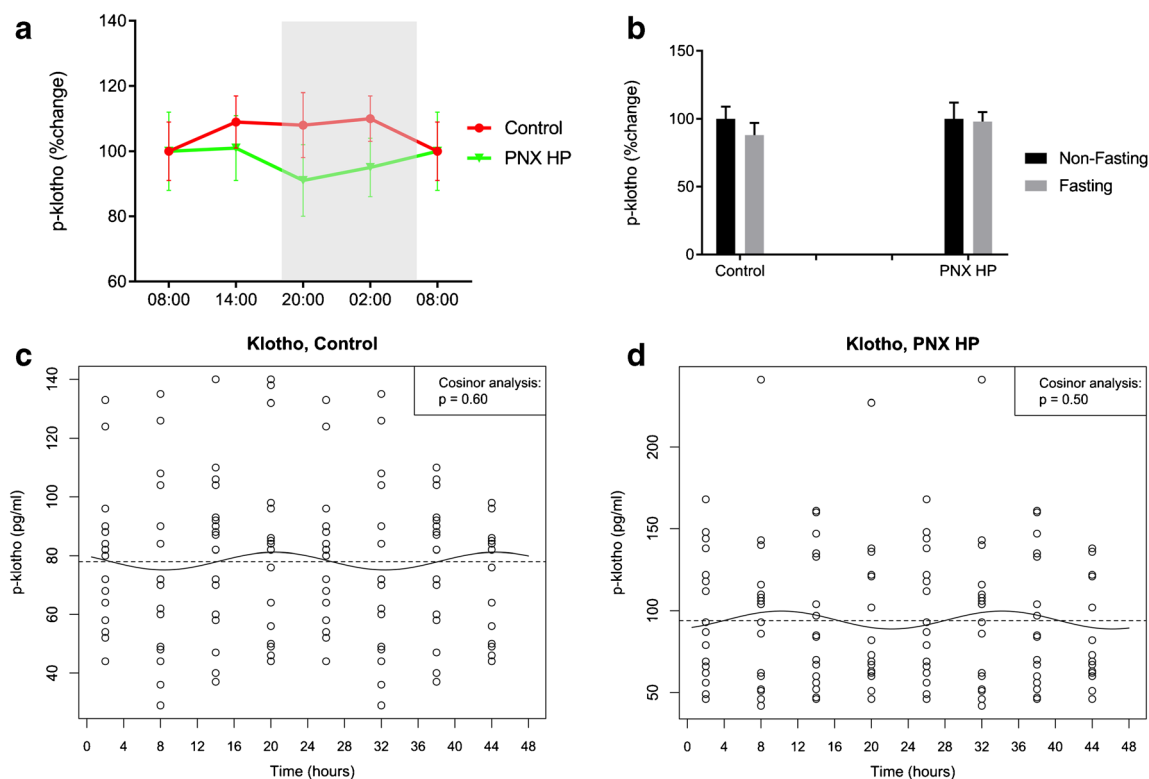 a
140
120
100
80
60
p-klotho (%change)
08:00 14:00 20:00 02:00 08:00
Control
PNX HP
b
150
100
50
0
p-klotho (%change)
Control PNX HP
Non-Fasting
Fasting
c
Klotho, Control
Cosinor analysis:
p = 0.60
140
120
100
80
60
40
p-klotho (pg/ml)
0 4 8 12 16 20 24 28 32 36 40 44 48
Time (hours)
d
Klotho, PNX HP
Cosinor analysis:
p = 0.50
200
150
100
50
p-klotho (pg/ml)
0 4 8 12 16 20 24 28 32 36 40 44 48
Time (hours)